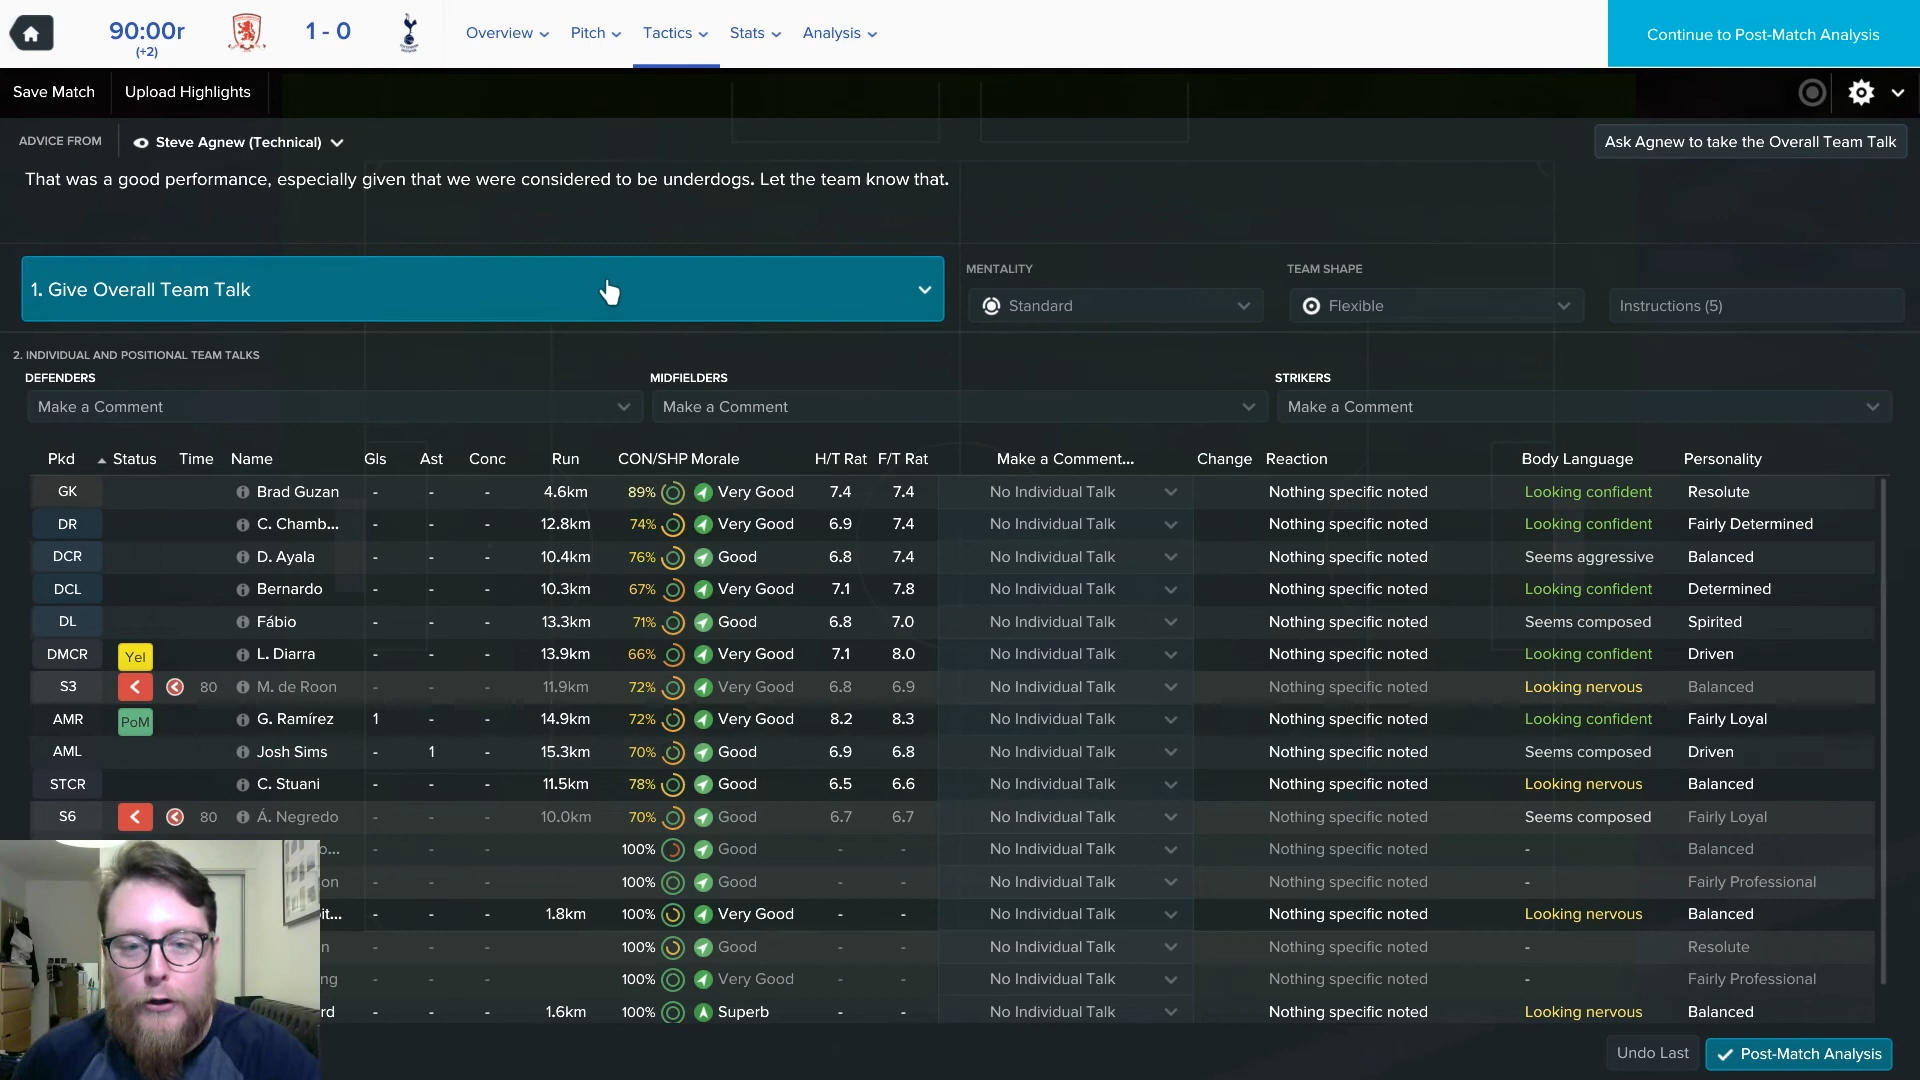 90:00r
(+2)
1 - 0
Overview
Pitch
Tactics
Stats
Analysis
Continue to Post-Match Analysis
Save Match
Upload Highlights
ADVICE FROM
Steve Agnew (Technical)
Ask Agnew to take the Overall Team Talk
That was a good performance, especially given that we were considered to be underdogs. Let the team know that.
1. Give Overall Team Talk
MENTALITY
Standard
TEAM SHAPE
Flexible
Instructions (5)
2. INDIVIDUAL AND POSITIONAL TEAM TALKS
DEFENDERS
Make a Comment
MIDFIELDERS
Make a Comment
STRIKERS
Make a Comment
Pkd Status Time Name Gls Ast Conc Run CON/SHP Morale H/T Rat F/T Rat Make a Comment... Change Reaction Body Language Personality
GK Brad Guzan - - - 4.6km 89% Very Good 7.4 7.4 No Individual Talk Nothing specific noted Looking confident Resolute
DR C. Chamb... - - - 12.8km 74% Very Good 6.9 7.4 No Individual Talk Nothing specific noted Looking confident Fairly Determined
DCR D. Ayala - - - 10.4km 76% Good 6.8 7.4 No Individual Talk Nothing specific noted Seems aggressive Balanced
DCL Bernardo - - - 10.3km 67% Very Good 7.1 7.8 No Individual Talk Nothing specific noted Looking confident Determined
DL Fábio - - - 13.3km 71% Good 6.8 7.0 No Individual Talk Nothing specific noted Seems composed Spirited
DMCR Yel L. Diarra - - - 13.9km 66% Very Good 7.1 8.0 No Individual Talk Nothing specific noted Looking confident Driven
S3 80 M. de Roon - - - 11.9km 72% Very Good 6.8 6.9 No Individual Talk Nothing specific noted Looking nervous Balanced
AMR PoM G. Ramírez 1 - - 14.9km 72% Very Good 8.2 8.3 No Individual Talk Nothing specific noted Looking confident Fairly Loyal
AML Josh Sims - 1 - 15.3km 70% Good 6.9 6.8 No Individual Talk Nothing specific noted Seems composed Driven
STCR C. Stuani - - - 11.5km 78% Good 6.5 6.6 No Individual Talk Nothing specific noted Looking nervous Balanced
S6 80 Á. Negredo - - - 10.0km 70% Good 6.7 6.7 No Individual Talk Nothing specific noted Seems composed Fairly Loyal
o... - - - 100% Good - - No Individual Talk Nothing specific noted - Balanced
on - - - 100% Good - - No Individual Talk Nothing specific noted - Fairly Professional
it... - - - 1.8km 100% Very Good - - No Individual Talk Nothing specific noted Looking nervous Balanced
n - - - 100% Good - - No Individual Talk Nothing specific noted - Resolute
ng - - - 100% Very Good - - No Individual Talk Nothing specific noted - Fairly Professional
rd - - - 1.6km 100% Superb - - No Individual Talk Nothing specific noted Looking nervous Balanced
Undo Last
Post-Match Analysis